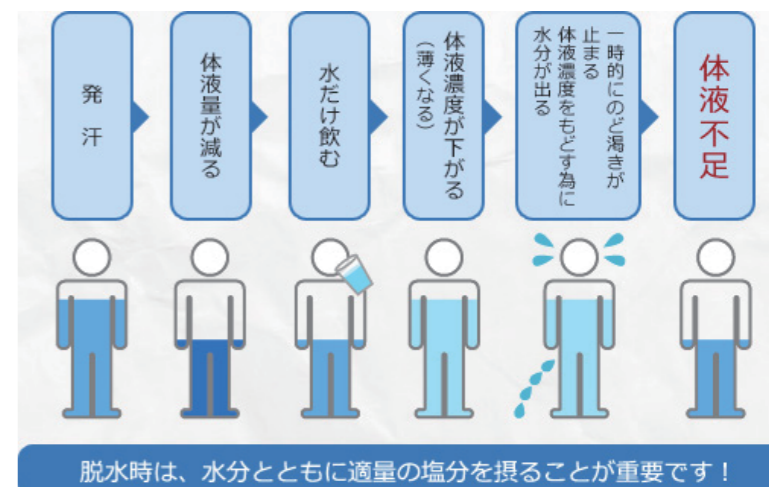 発汗
体液量が減る
水だけ飲む
体液濃度が下がる
（薄くなる）
一時的にのど渇きが
止まる
体液濃度をもどす為に
水分が出る
体液不足
脱水時は、水分とともに適量の塩分を摂ることが重要です！